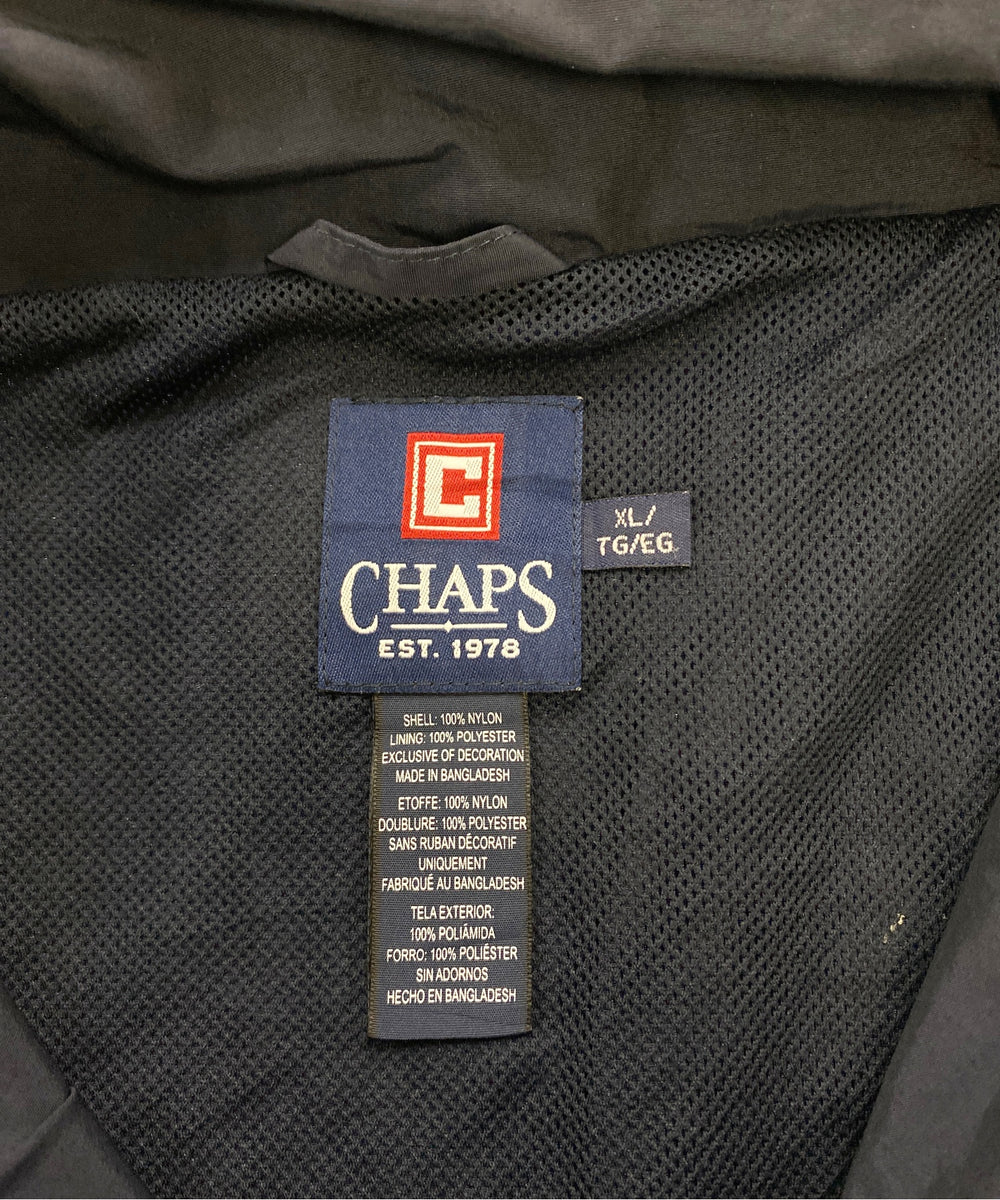 C
CHAPS
EST. 1978
XL/
TG/EG
SHELL: 100% NYLON
LINING: 100% POLYESTER
EXCLUSIVE OF DECORATION
MADE IN BANGLADESH
ETOFFE: 100% NYLON
DOUBLURE: 100% POLYESTER
SANS RUBAN DÉCORATIF
UNIQUEMENT
FABRIQUÉ AU BANGLADESH
TELA EXTERIOR:
100% POLIÁMIDA
FORRO: 100% POLIÉSTER
SIN ADORNOS
HECHO EN BANGLADESH